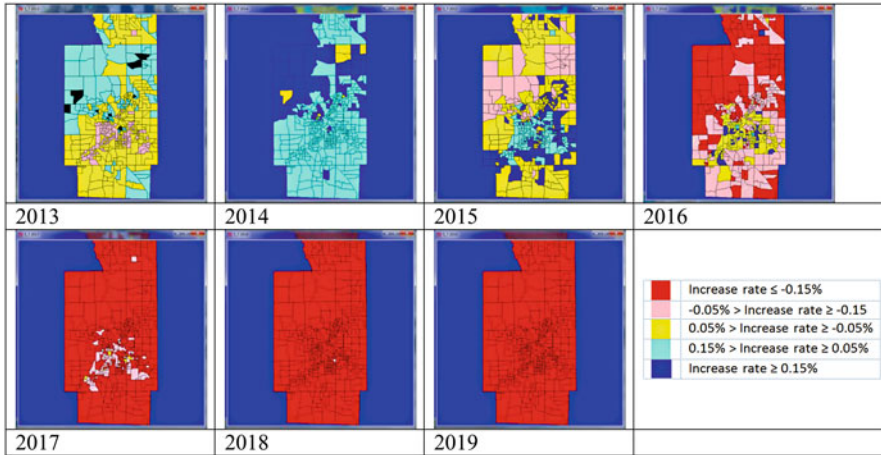 2013
2014
2015
2016
2017
2018
2019
Increase rate ≤ -0.15%
-0.05% > Increase rate ≥ -0.15
0.05% > Increase rate ≥ -0.05%
0.15% > Increase rate ≥ 0.05%
Increase rate ≥ 0.15%